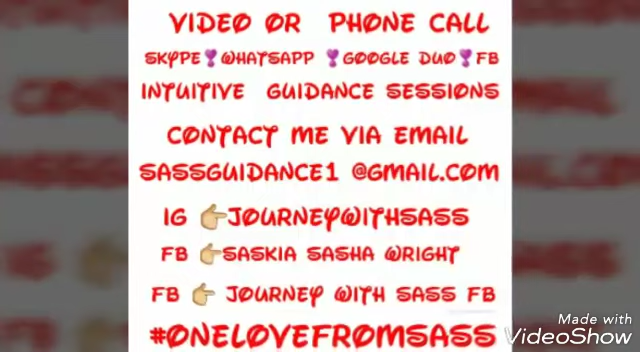 VIDEO OR PHONE CALL
SKYPE❣WHATSAPP ❣GOOGLE DUO❣FB
INTUITIVE GUIDANCE SESSIONS
CONTACT ME VIA EMAIL
SASSGUIDANCE1 @GMAIL.COM
IG 👉JOURNEYWITHSASS
FB 👉SASKIA SASHA WRIGHT
FB 👉 JOURNEY WITH SASS FB
#ONELOVEFROMSASS
Made with
VideoShow